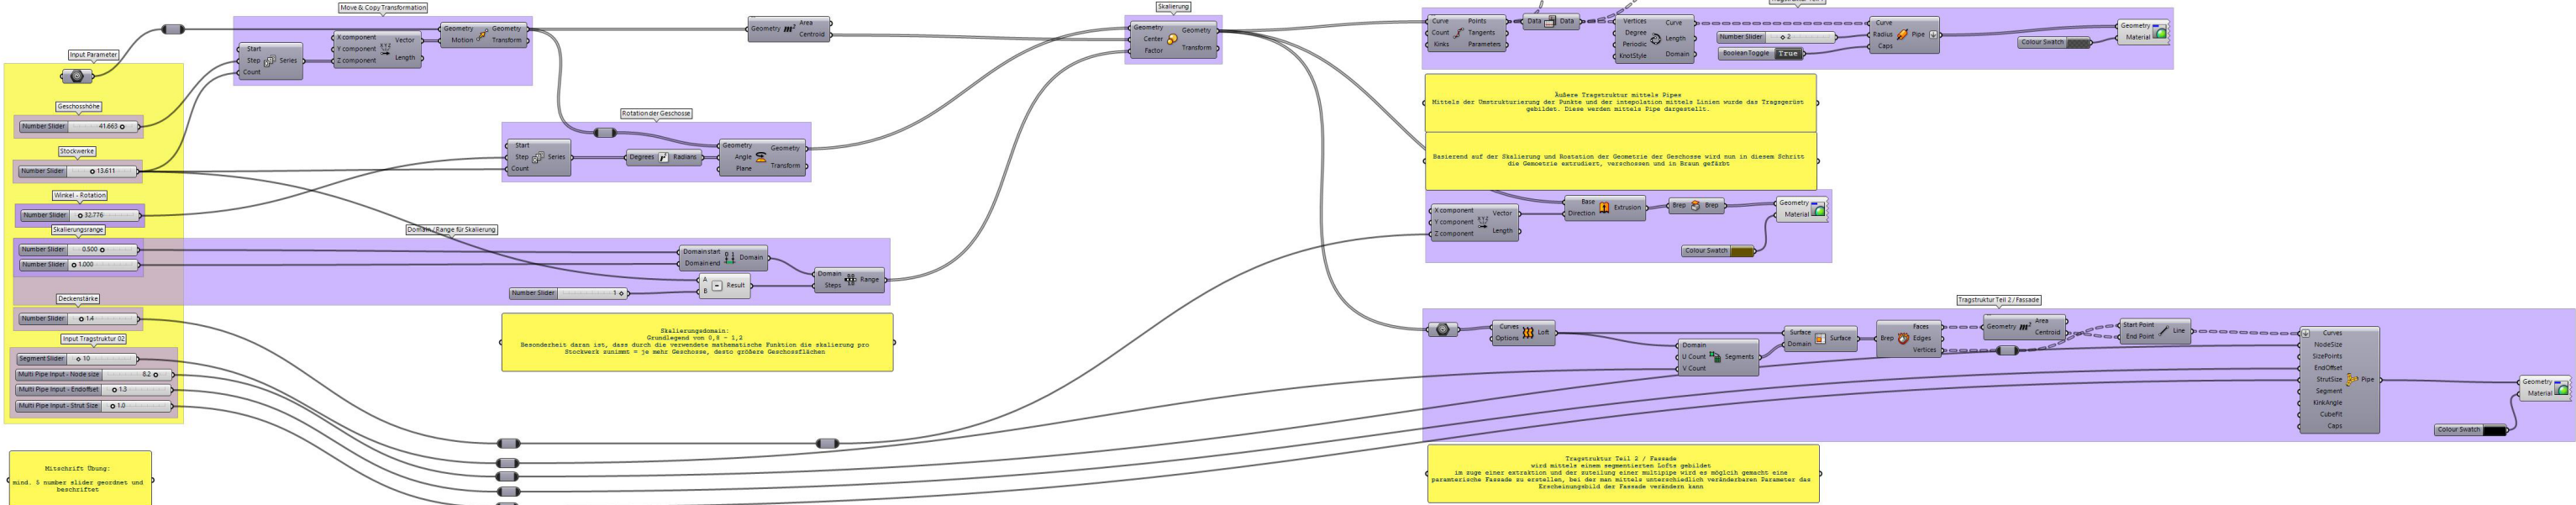 Input Parameter
Geschosshöhe
Number Slider 41.663
Stockwerke
Number Slider 13.611
Winkel - Rotation
Number Slider 32.776
Skalierungsrange
Number Slider 0.500
Number Slider 1.000
Deckenstärke
Number Slider 1.4
Input Tragstruktur 02
Segment Slider 10
Multi Pipe Input - Node size 8.2
Multi Pipe Input - Endoffset 1.3
Multi Pipe Input - Strut Size 1.0
Mitschrift Übung:
mind. 5 number slider geordnet und
beschriftet
Move & Copy Transformation
Start
Step
Count
Series
X component
Y component
Z component
Vector
Length
Geometry
Motion
Geometry
Transform
Geometry
Area
Centroid
Rotation der Geschosse
Start
Step
Count
Series
Degrees
Radians
Geometry
Angle
Plane
Geometry
Transform
Domain / Range für Skalierung
Domain start
Domain end
Domain
Number Slider 1
A
B
Result
Domain
Steps
Range
Skalierungsdomain:
Grundlegend von 0,8 - 1,2
Besonderheit daran ist, dass durch die verwendete mathematische Funktion die skalierung pro
Stockwerk zunimmt = je mehr Geschosse, desto größere Geschossflächen
Skalierung
Geometry
Center
Factor
Geometry
Transform
Curve
Count
Kinks
Points
Tangents
Parameters
Data
Data
Vertices
Degree
Periodic
KnotStyle
Curve
Length
Domain
Number Slider 2
Boolean Toggle True
Curve
Radius
Caps
Pipe
Colour Swatch
Geometry
Material
Äußere Tragstruktur mittels Pipes
Mittels der Umstrukturierung der Punkte und der intepolation mittels Linien wurde das Tragsgerüst
gebildet. Diese werden mittels Pipe dargestellt.
Basierend auf der Skalierung und Roatation der Geometrie der Geschosse wird nun in diesem Schritt
die Gemoetrie extrudiert, verschossen und in Braun gefärbt
X component
Y component
Z component
Vector
Length
Base
Direction
Extrusion
Brep
Brep
Colour Swatch
Geometry
Material
Tragstruktur Teil 2 / Fassade
Curves
Options
Loft
Domain
U Count
V Count
Segments
Surface
Domain
Surface
Brep
Faces
Edges
Vertices
Geometry
Area
Centroid
Start Point
End Point
Line
Curves
NodeSize
SizePoints
EndOffset
StrutSize
Segment
KinkAngle
CubeFit
Caps
Pipe
Colour Swatch
Geometry
Material
Tragstruktur Teil 2 / Fassade
wird mittels einem segmentierten Lofts gebildet
im zuge einer extraktion und der zuteilung einer multipipe wird es möglcih gemacht eine
paramterische Fassade zu erstellen, bei der man mittels unterschiedlich veränderbaren Parameter das
Erscheinungsbild der Fassade verändern kann